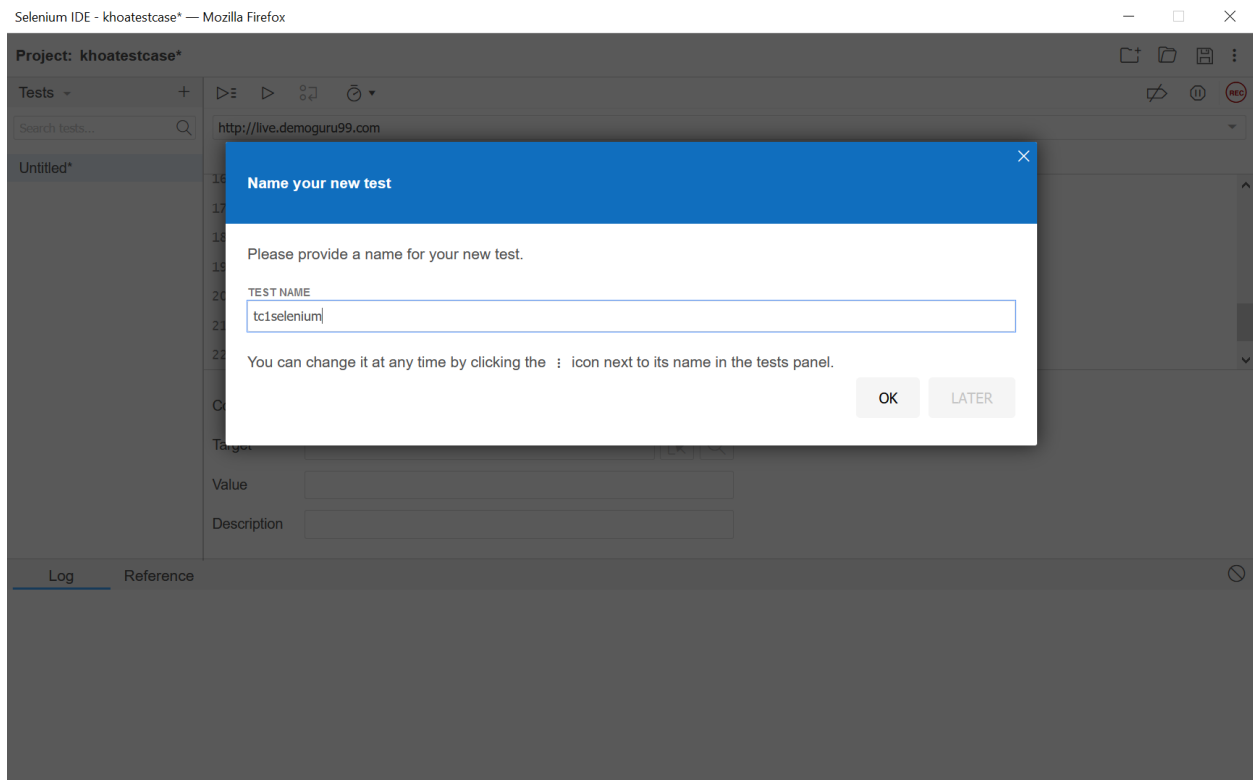 Selenium IDE - khoatestcase* — Mozilla Firefox
Project: khoatestcase*
Tests
Search tests...
http://live.demoguru99.com
Untitled*
16
17
18
19
20
21
22
Name your new test
Please provide a name for your new test.
TEST NAME
tc1selenium
You can change it at any time by clicking the ⋮ icon next to its name in the tests panel.
OK LATER
Target
Value
Description
Log Reference
REC